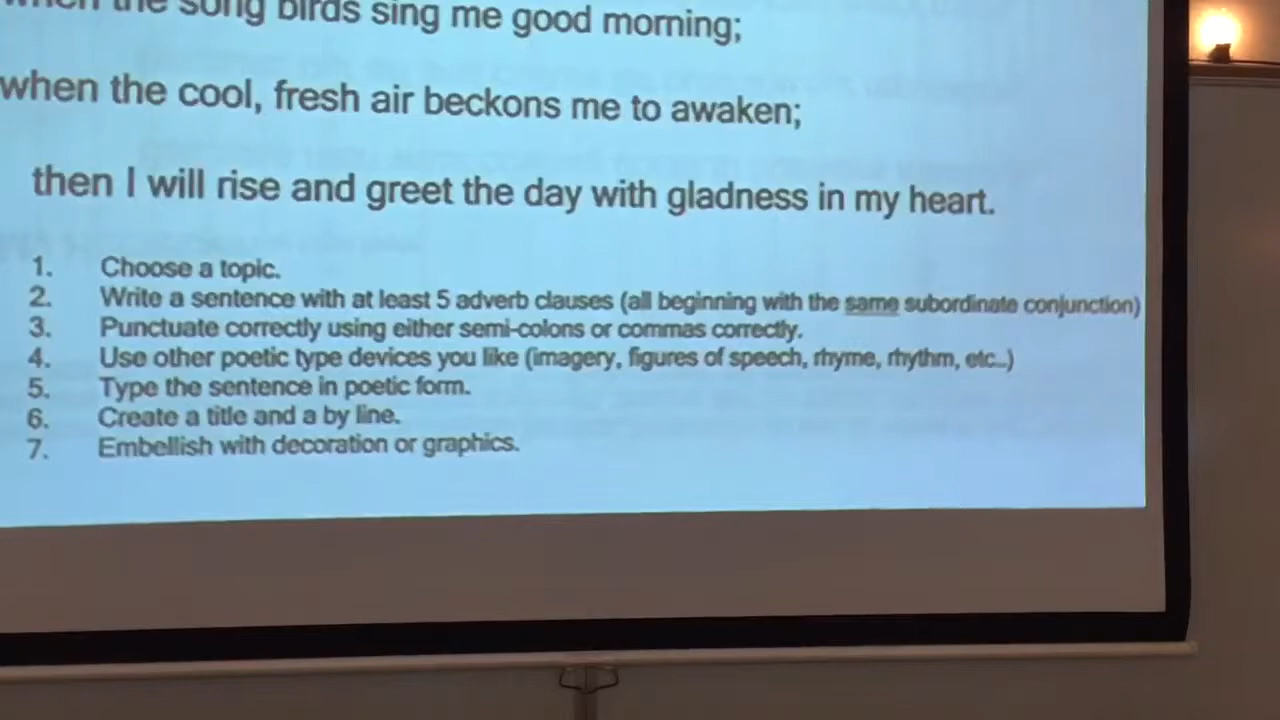 when the song birds sing me good morning;
when the cool, fresh air beckons me to awaken;
then I will rise and greet the day with gladness in my heart.
1. Choose a topic.
2. Write a sentence with at least 5 adverb clauses (all beginning with the same subordinate conjunction)
3. Punctuate correctly using either semi-colons or commas correctly.
4. Use other poetic type devices you like (imagery, figures of speech, rhyme, rhythm, etc..)
5. Type the sentence in poetic form.
6. Create a title and a by line.
7. Embellish with decoration or graphics.